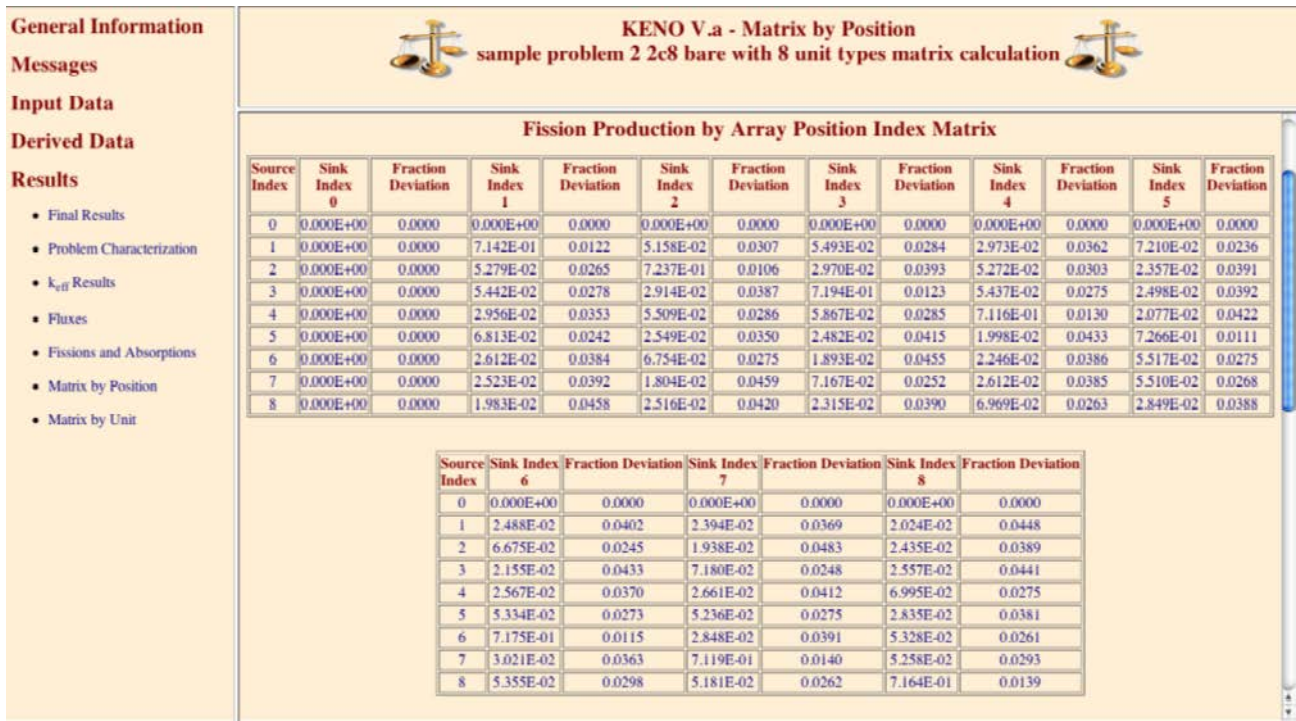 General Information
Messages
Input Data
Derived Data
Results
• Final Results
• Problem Characterization
• keff Results
• Fluxes
• Fissions and Absorptions
• Matrix by Position
• Matrix by Unit
KENO V.a - Matrix by Position
sample problem 2 2c8 bare with 8 unit types matrix calculation
Fission Production by Array Position Index Matrix
Source Sink Fraction Sink Fraction Sink Fraction Sink Fraction Sink Fraction Sink Fraction
Index Index Deviation Index Deviation Index Deviation Index Deviation Index Deviation Index Deviation
0 1 2 3 4 5
0 0.000E+00 0.0000 0.000E+00 0.0000 0.000E+00 0.0000 0.000E+00 0.0000 0.000E+00 0.0000 0.000E+00 0.0000
1 0.000E+00 0.0000 7.142E-01 0.0122 5.158E-02 0.0307 5.493E-02 0.0284 2.973E-02 0.0362 7.210E-02 0.0236
2 0.000E+00 0.0000 5.279E-02 0.0265 7.237E-01 0.0106 2.970E-02 0.0393 5.272E-02 0.0303 2.357E-02 0.0391
3 0.000E+00 0.0000 5.442E-02 0.0278 2.914E-02 0.0387 7.194E-01 0.0123 5.437E-02 0.0275 2.498E-02 0.0392
4 0.000E+00 0.0000 2.956E-02 0.0353 5.509E-02 0.0286 5.867E-02 0.0285 7.116E-01 0.0130 2.077E-02 0.0422
5 0.000E+00 0.0000 6.813E-02 0.0242 2.549E-02 0.0350 2.482E-02 0.0415 1.998E-02 0.0433 7.266E-01 0.0111
6 0.000E+00 0.0000 2.612E-02 0.0384 6.754E-02 0.0275 1.893E-02 0.0455 2.246E-02 0.0386 5.517E-02 0.0275
7 0.000E+00 0.0000 2.523E-02 0.0392 1.804E-02 0.0459 7.167E-02 0.0252 2.612E-02 0.0385 5.510E-02 0.0268
8 0.000E+00 0.0000 1.983E-02 0.0458 2.516E-02 0.0420 2.315E-02 0.0390 6.969E-02 0.0263 2.849E-02 0.0388
Source Sink Index Fraction Deviation Sink Index Fraction Deviation Sink Index Fraction Deviation
Index 6 7 8
0 0.000E+00 0.0000 0.000E+00 0.0000 0.000E+00 0.0000
1 2.488E-02 0.0402 2.394E-02 0.0369 2.024E-02 0.0448
2 6.675E-02 0.0245 1.938E-02 0.0483 2.435E-02 0.0389
3 2.155E-02 0.0433 7.180E-02 0.0248 2.557E-02 0.0441
4 2.567E-02 0.0370 2.661E-02 0.0412 6.995E-02 0.0275
5 5.334E-02 0.0273 5.236E-02 0.0275 2.835E-02 0.0381
6 7.175E-01 0.0115 2.848E-02 0.0391 5.328E-02 0.0261
7 3.021E-02 0.0363 7.119E-01 0.0140 5.258E-02 0.0293
8 5.355E-02 0.0298 5.181E-02 0.0262 7.164E-01 0.0139